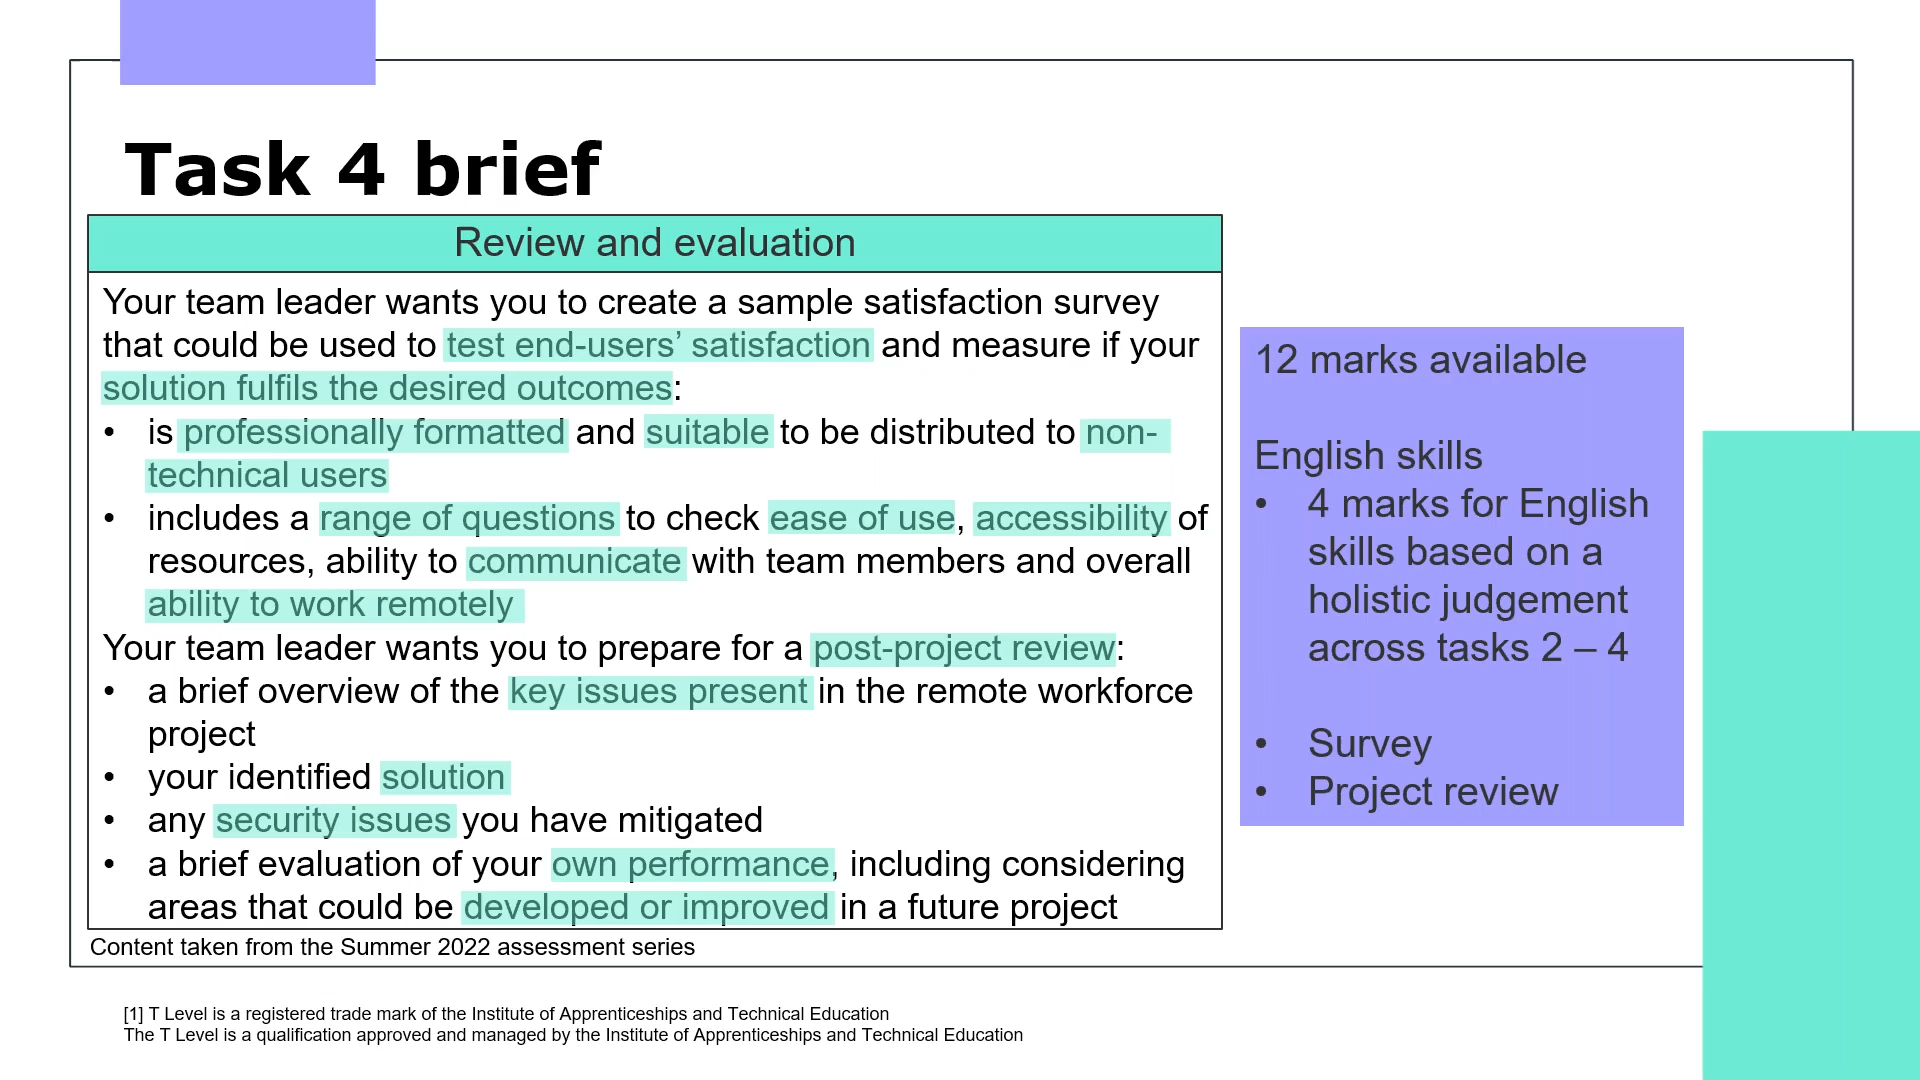 Task 4 brief
Review and evaluation
Your team leader wants you to create a sample satisfaction survey
that could be used to test end-users’ satisfaction and measure if your
solution fulfils the desired outcomes:
• is professionally formatted and suitable to be distributed to non-
technical users
• includes a range of questions to check ease of use, accessibility of
resources, ability to communicate with team members and overall
ability to work remotely
Your team leader wants you to prepare for a post-project review:
• a brief overview of the key issues present in the remote workforce
project
• your identified solution
• any security issues you have mitigated
• a brief evaluation of your own performance, including considering
areas that could be developed or improved in a future project
Content taken from the Summer 2022 assessment series
12 marks available
English skills
• 4 marks for English
skills based on a
holistic judgement
across tasks 2 – 4
• Survey
• Project review
[1] T Level is a registered trade mark of the Institute of Apprenticeships and Technical Education
The T Level is a qualification approved and managed by the Institute of Apprenticeships and Technical Education